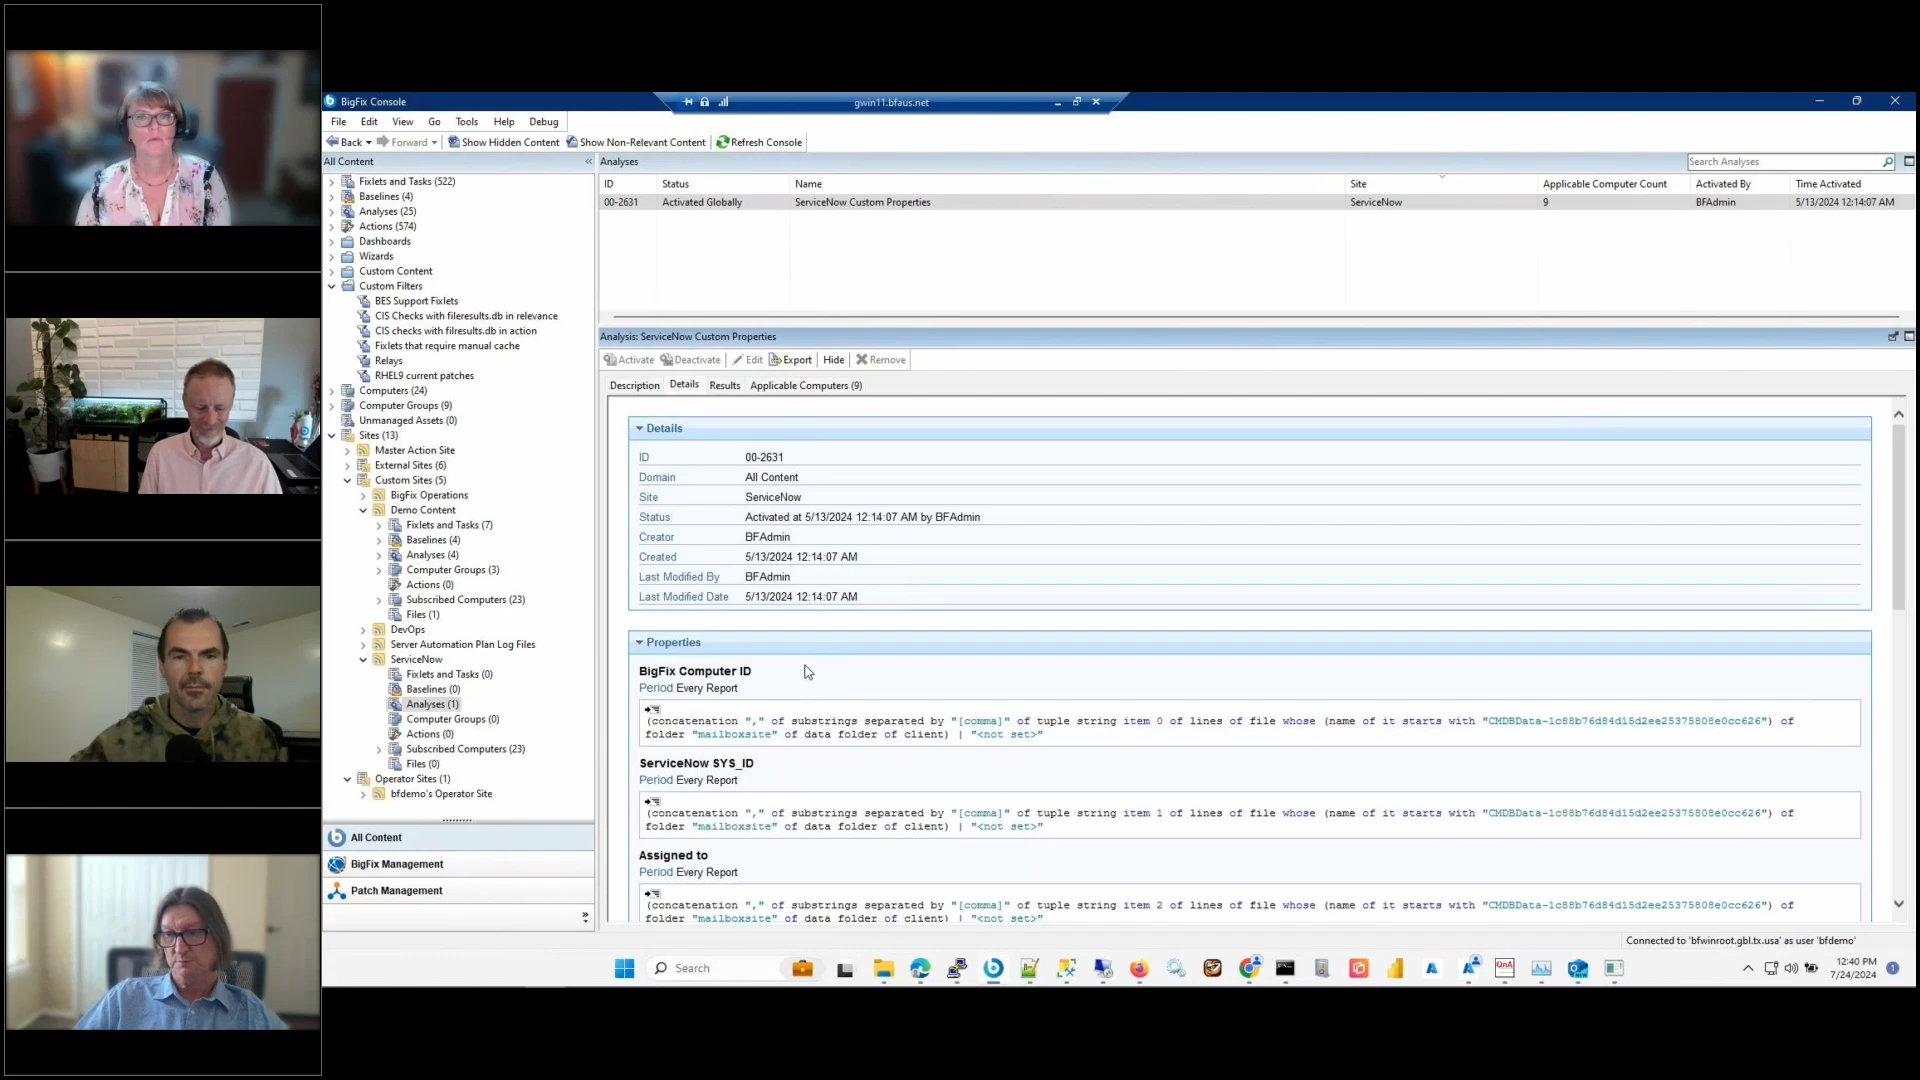 BigFix Console
gwin11.bfaus.net
File Edit View Go Tools Help Debug
Back Forward Show Hidden Content Show Non-Relevant Content Refresh Console
All Content
Fixlets and Tasks (522)
Baselines (4)
Analyses (25)
Actions (574)
Dashboards
Wizards
Custom Content
Custom Filters
BES Support Fixlets
CIS Checks with fileresults.db in relevance
CIS checks with filresults.db in action
Fixlets that require manual cache
Relays
RHEL9 current patches
Computers (24)
Computer Groups (9)
Unmanaged Assets (0)
Sites (13)
Master Action Site
External Sites (6)
Custom Sites (5)
BigFix Operations
Demo Content
Fixlets and Tasks (7)
Baselines (4)
Analyses (4)
Computer Groups (3)
Actions (0)
Subscribed Computers (23)
Files (1)
DevOps
Server Automation Plan Log Files
ServiceNow
Fixlets and Tasks (0)
Baselines (0)
Analyses (1)
Computer Groups (0)
Actions (0)
Subscribed Computers (23)
Files (0)
Operator Sites (1)
bfdemo's Operator Site
All Content
BigFix Management
Patch Management
Analyses
Search Analyses
ID Status Name Site Applicable Computer Count Activated By Time Activated
00-2631 Activated Globally ServiceNow Custom Properties ServiceNow 9 BFAdmin 5/13/2024 12:14:07 AM
Analysis: ServiceNow Custom Properties
Activate Deactivate Edit Export Hide Remove
Description Details Results Applicable Computers (9)
Details
ID 00-2631
Domain All Content
Site ServiceNow
Status Activated at 5/13/2024 12:14:07 AM by BFAdmin
Creator BFAdmin
Created 5/13/2024 12:14:07 AM
Last Modified By BFAdmin
Last Modified Date 5/13/2024 12:14:07 AM
Properties
BigFix Computer ID
Period Every Report
(concatenation "," of substrings separated by "[comma]" of tuple string item 0 of lines of file whose (name of it starts with "CMDBData-1c88b76d84d15d2ee25375808e0cc626") of
folder "mailboxsite" of data folder of client) | "<not set>"
ServiceNow SYS_ID
Period Every Report
(concatenation "," of substrings separated by "[comma]" of tuple string item 1 of lines of file whose (name of it starts with "CMDBData-1c88b76d84d15d2ee25375808e0cc626") of
folder "mailboxsite" of data folder of client) | "<not set>"
Assigned to
Period Every Report
(concatenation "," of substrings separated by "[comma]" of tuple string item 2 of lines of file whose (name of it starts with "CMDBData-1c88b76d84d15d2ee25375808e0cc626") of
folder "mailboxsite" of data folder of client) | "<not set>"
Connected to 'bfwinroot.gbl.tx.usa' as user 'bfdemo'
Search
QnA
12:40 PM
7/24/2024
1